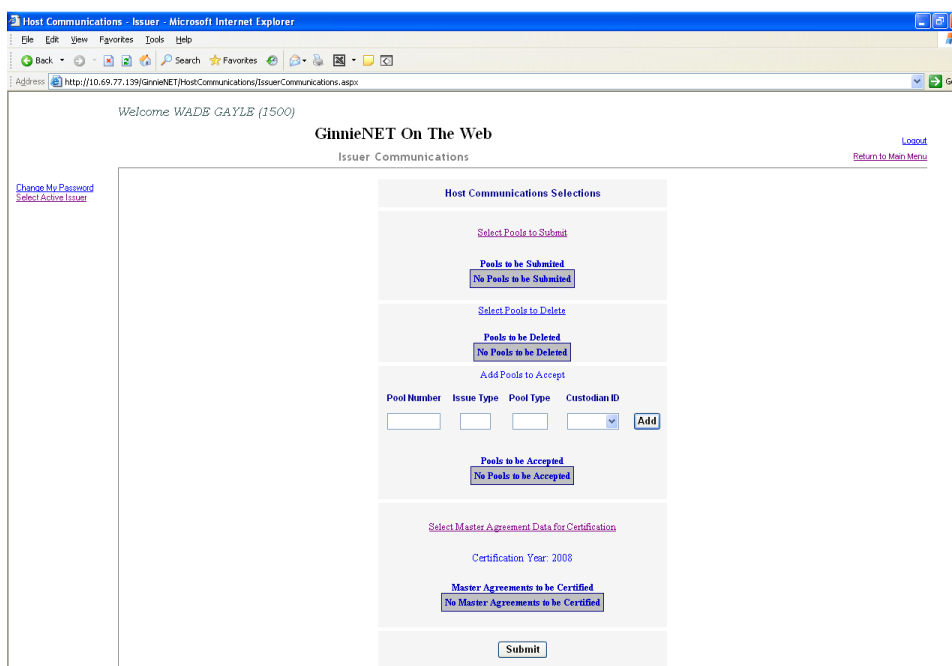 Host Communications - Issuer - Microsoft Internet Explorer
File Edit View Favorites Tools Help
Back Search Favorites
Address http://10.69.77.139/GinnieNET/HostCommunications/IssuerCommunications.aspx
Welcome WADE GAYLE (1500)
GinnieNET On The Web
Logout
Issuer Communications
Return to Main Menu
Change My Password
Select Active Issuer
Host Communications Selections
Select Pools to Submit
Pools to be Submited
No Pools to be Submited
Select Pools to Delete
Pools to be Deleted
No Pools to be Deleted
Add Pools to Accept
Pool Number Issue Type Pool Type Custodian ID
Add
Pools to be Accepted
No Pools to be Accepted
Select Master Agreement Data for Certification
Certification Year: 2008
Master Agreements to be Certified
No Master Agreements to be Certified
Submit